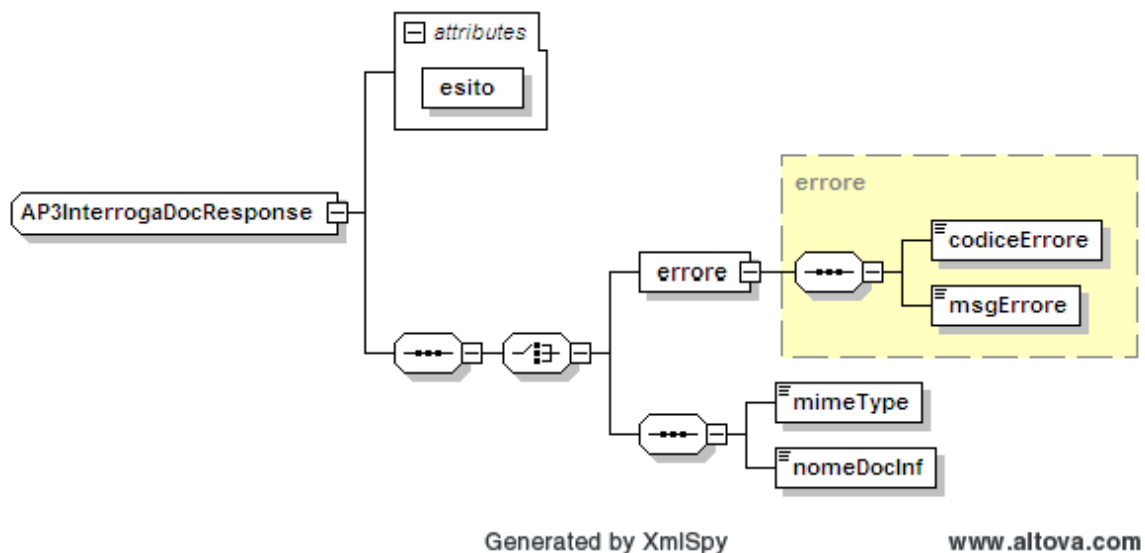 attributes
esito
AP3InterrogaDocResponse
errore
errore
codiceErrore
msgErrore
mimeType
nomeDocInf
Generated by XmlSpy
www.altova.com